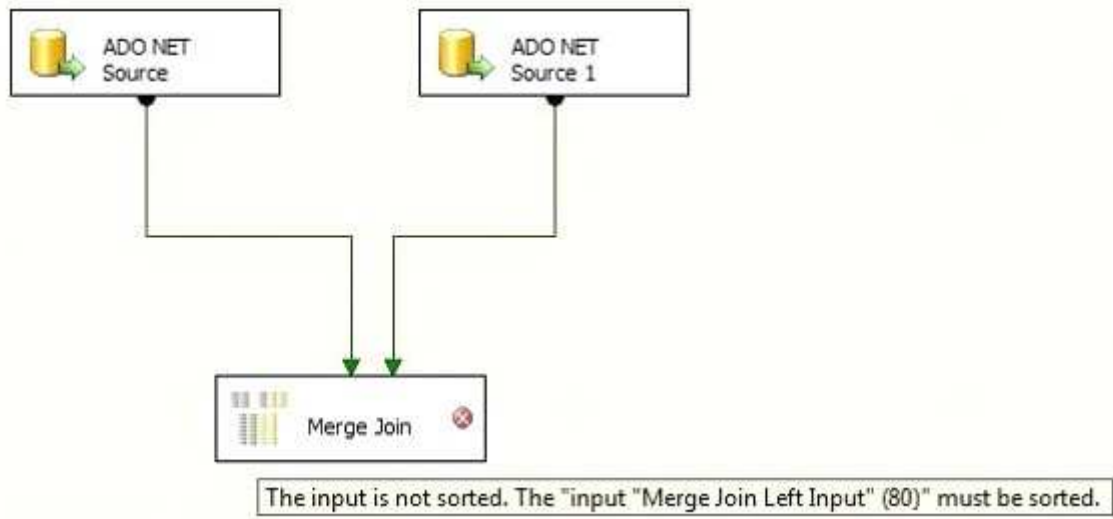 ADO NET
Source
ADO NET
Source 1
Merge Join
The input is not sorted. The "input "Merge Join Left Input" (80)" must be sorted.